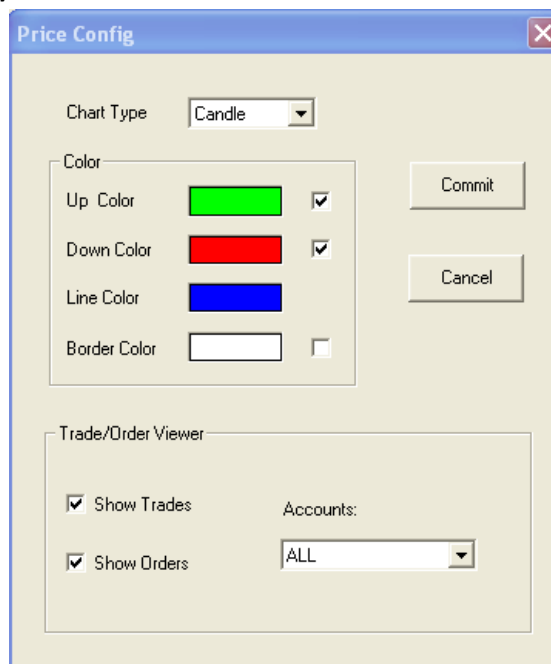 Price Config
Chart Type
Candle
Color
Up Color
Down Color
Line Color
Border Color
Commit
Cancel
Trade/Order Viewer
Show Trades
Show Orders
Accounts:
ALL